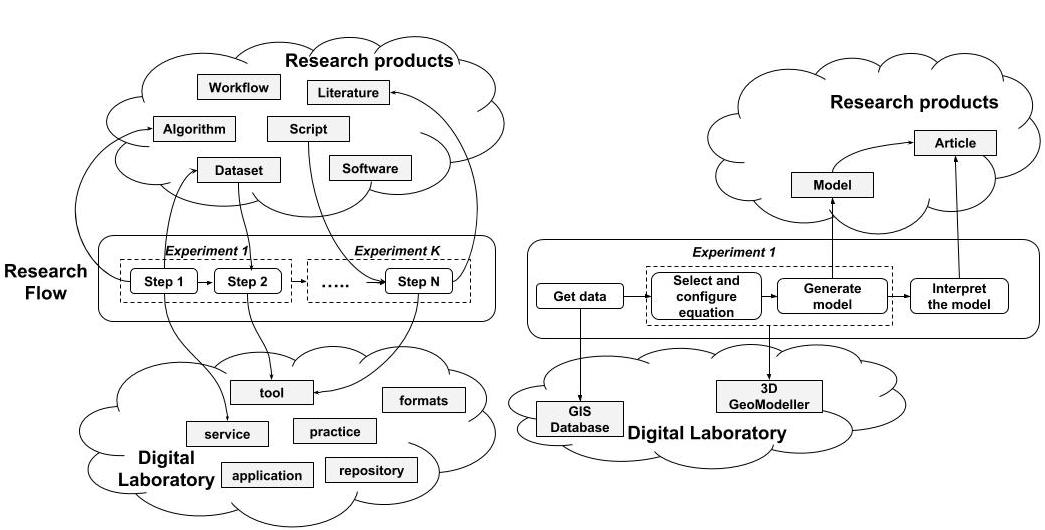 Research products
Workflow
Literature
Algorithm
Script
Dataset
Software
Research
Flow
Experiment 1
Experiment K
Step 1
Step 2
.....
Step N
tool
formats
service
practice
Digital
Laboratory
application
repository
Research products
Article
Model
Experiment 1
Get data
Select and
configure
equation
Generate
model
Interpret
the model
GIS
Database
3D
GeoModeller
Digital Laboratory